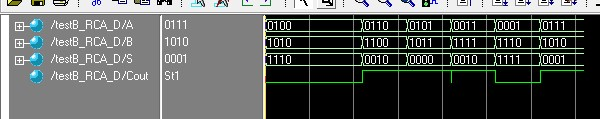 /testB_RCA_D/A 0111 0100 0110 0101 0011 0001 0111
/testB_RCA_D/B 1010 1010 1100 1011 1111 1110 1010
/testB_RCA_D/S 0001 1110 0010 0000 0010 1111 0001
/testB_RCA_D/Cout St1